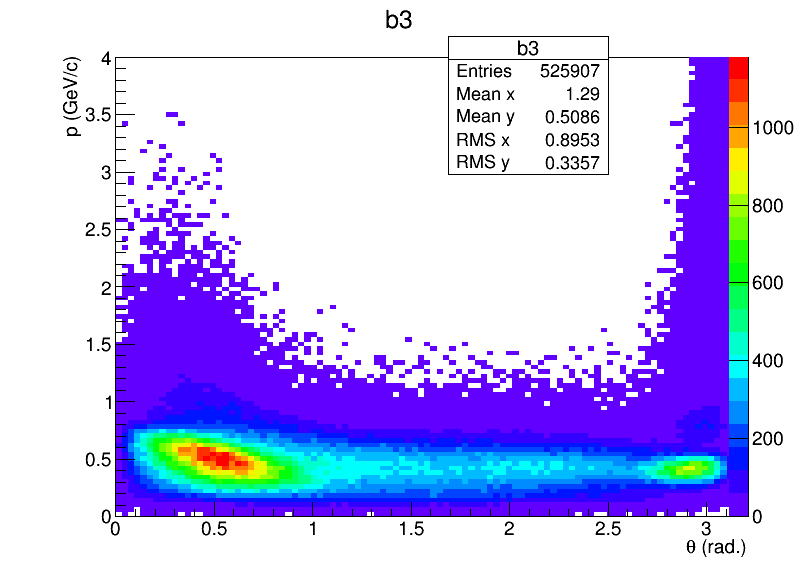 b3
b3
Entries 525907
Mean x 1.29
Mean y 0.5086
RMS x 0.8953
RMS y 0.3357
p (GeV/c)
4
3.5
3
2.5
2
1.5
1
0.5
0
0 0.5 1 1.5 2 2.5 3
θ (rad.)
1000
800
600
400
200
0